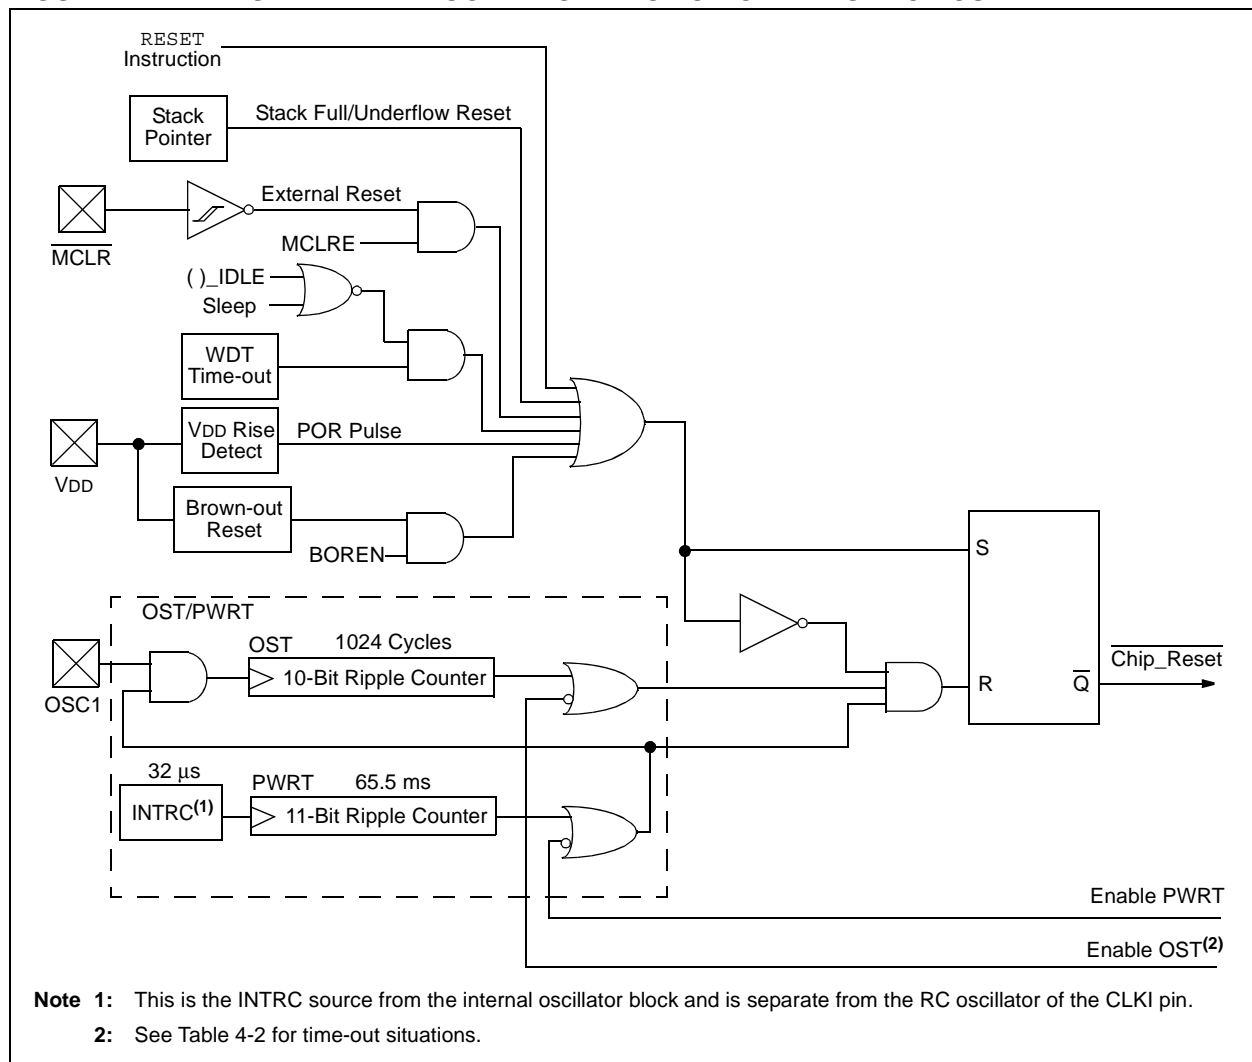 RESET
Instruction
Stack
Pointer
Stack Full/Underflow Reset
External Reset
MCLR
MCLRE
( )_IDLE
Sleep
WDT
Time-out
VDD Rise
Detect
POR Pulse
VDD
Brown-out
Reset
BOREN
S
OST/PWRT
OST
1024 Cycles
10-Bit Ripple Counter
OSC1
R
Q
Chip_Reset
32 μs
INTRC(1)
PWRT
65.5 ms
11-Bit Ripple Counter
Enable PWRT
Enable OST(2)
Note 1: This is the INTRC source from the internal oscillator block and is separate from the RC oscillator of the CLKI pin.
2: See Table 4-2 for time-out situations.